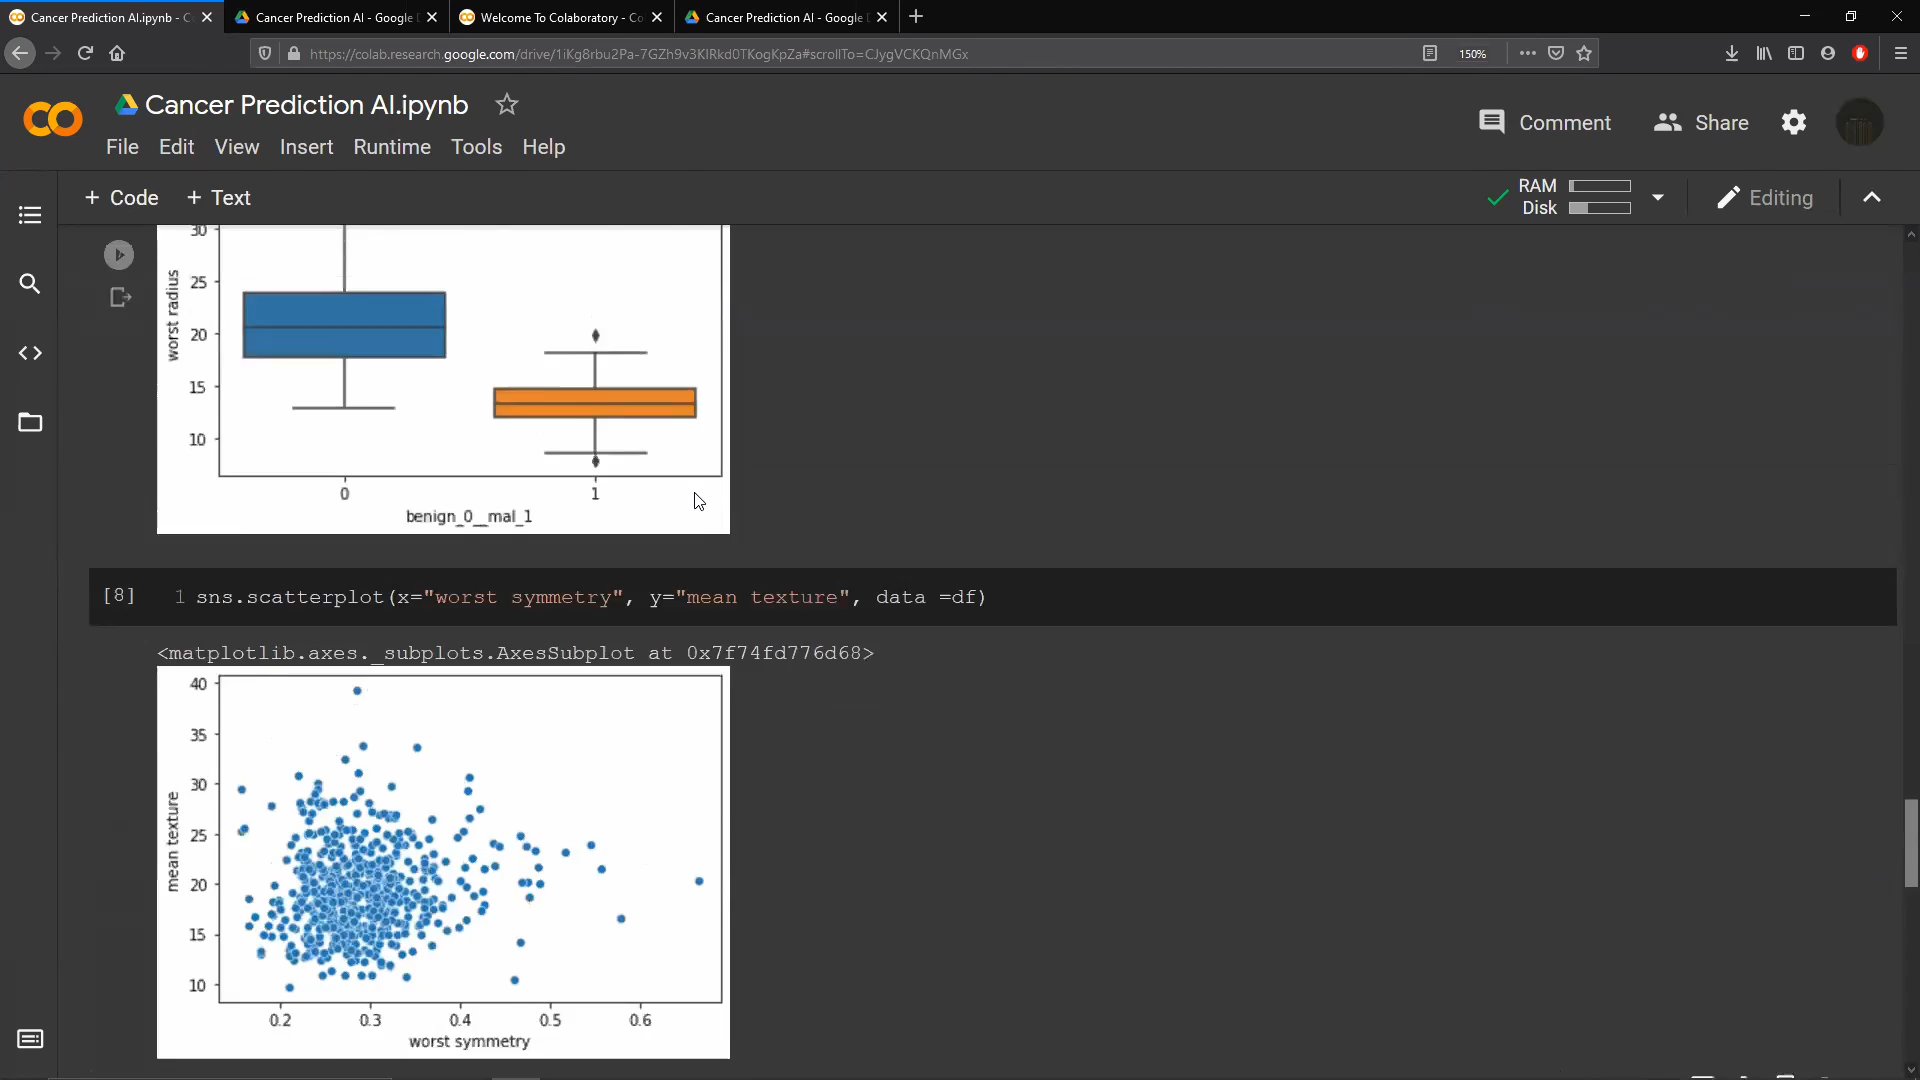 Cancer Prediction AI.ipynb - C
Cancer Prediction AI - Google D
Welcome To Colaboratory - Co
Cancer Prediction AI - Google D
https://colab.research.google.com/drive/1iKg8rbu2Pa-7GZh9v3KlRkd0TKogKpZa#scrollTo=CJygVCKQnMGx
150%
Cancer Prediction AI.ipynb
Comment
Share
File Edit View Insert Runtime Tools Help
+ Code + Text
RAM
Disk
Editing
30
25
20
15
10
worst radius
0 1
benign_0__mal_1
[8] 1 sns.scatterplot(x="worst symmetry", y="mean texture", data =df)
<matplotlib.axes._subplots.AxesSubplot at 0x7f74fd776d68>
40
35
30
25
20
15
10
mean texture
0.2 0.3 0.4 0.5 0.6
worst symmetry